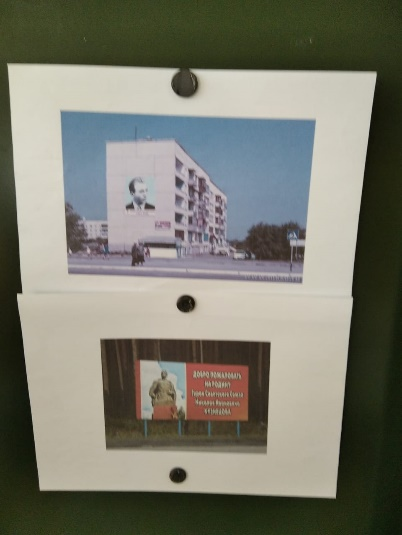 ДОБРО ПОЖАЛОВАТЬ
НА РОДИНУ
Героя Советского Союза
Николая Ивановича
КУЗНЕЦОВА